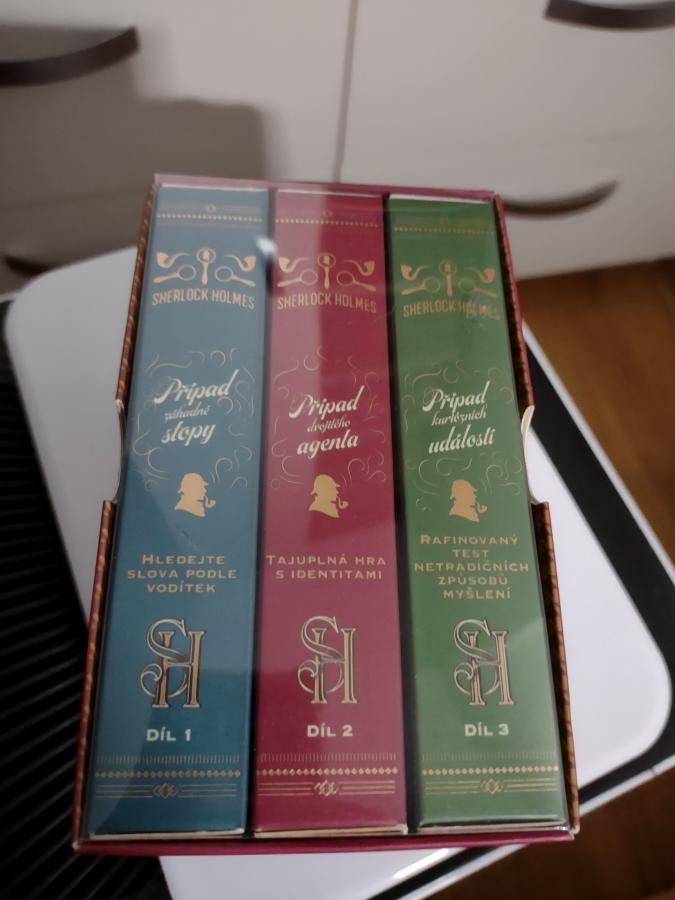 SHERLOCK HOLMES
Případ
záhadné
stopy
HLEDEJTE
SLOVA PODLE
VODÍTEK
SH
DÍL 1
SHERLOCK HOLMES
Případ
dvojitého
agenta
TAJUPLNÁ HRA
S IDENTITAMI
SH
DÍL 2
SHERLOCK HOLMES
Případ
kuriózních
událostí
RAFINOVANÝ
TEST
NETRADIČNÍCH
ZPŮSOBŮ
MYŠLENÍ
SH
DÍL 3